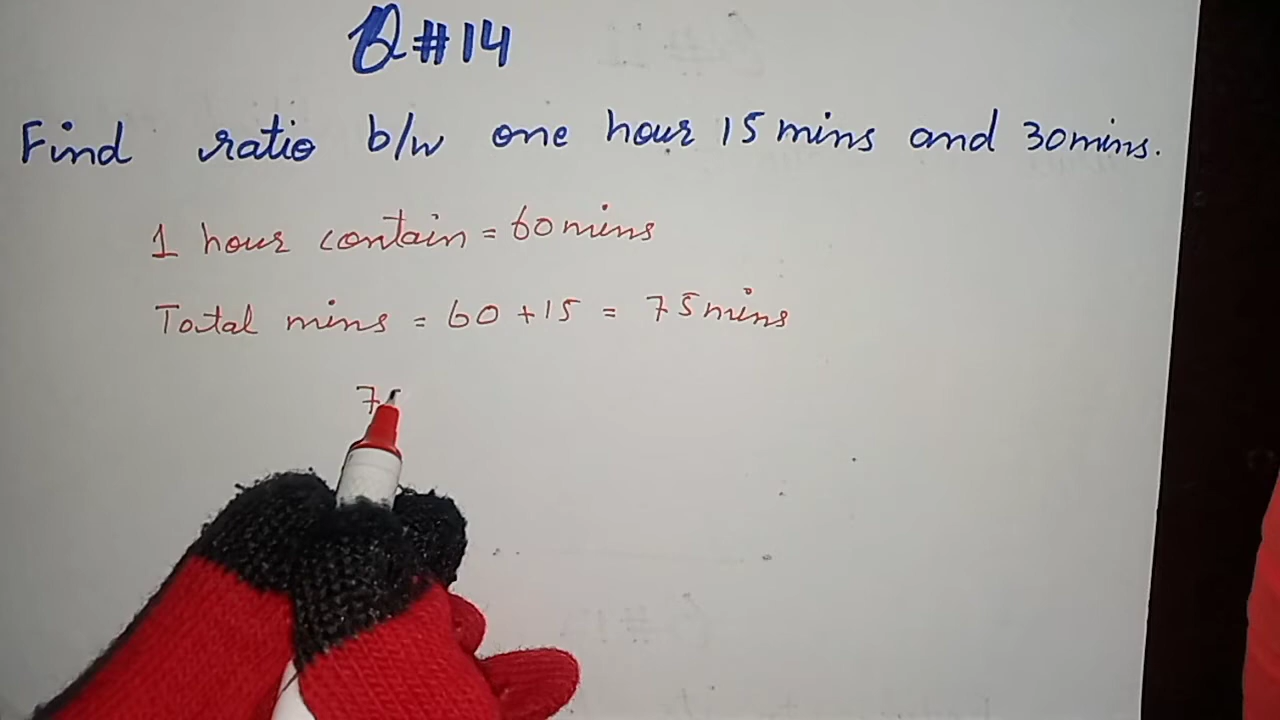 Q#14
Find ratio b/w one hour 15 mins and 30 mins.
1 hour contain = 60 mins
Total mins = 60 + 15 = 75 mins
7